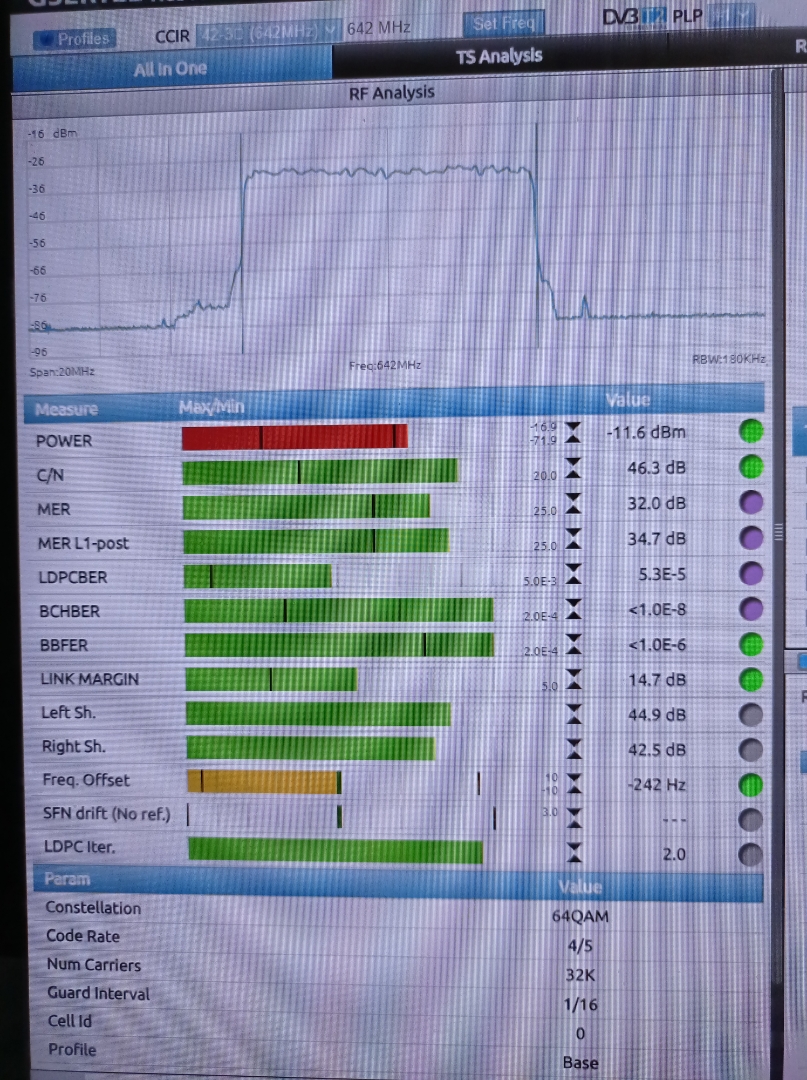 Profiles CCIR 42-3C (642MHz) 642 MHz Set Freq DVB T2 PLP
All In One TS Analysis
RF Analysis
-16 dBm
-26
-36
-46
-56
-66
-76
-86
-96
Span:20MHz Freq:642MHz RBW:180KHz
Measure Max/Min Value
POWER -16.9 -71.9 -11.6 dBm
C/N 20.0 46.3 dB
MER 25.0 32.0 dB
MER L1-post 25.0 34.7 dB
LDPCBER 5.0E-3 5.3E-5
BCHBER 2.0E-4 <1.0E-8
BBFER 2.0E-4 <1.0E-6
LINK MARGIN 5.0 14.7 dB
Left Sh. 44.9 dB
Right Sh. 42.5 dB
Freq. Offset 10 -10 -242 Hz
SFN drift (No ref.) 3.0 ---
LDPC Iter. 2.0
Param Value
Constellation 64QAM
Code Rate 4/5
Num Carriers 32K
Guard Interval 1/16
Cell Id 0
Profile Base